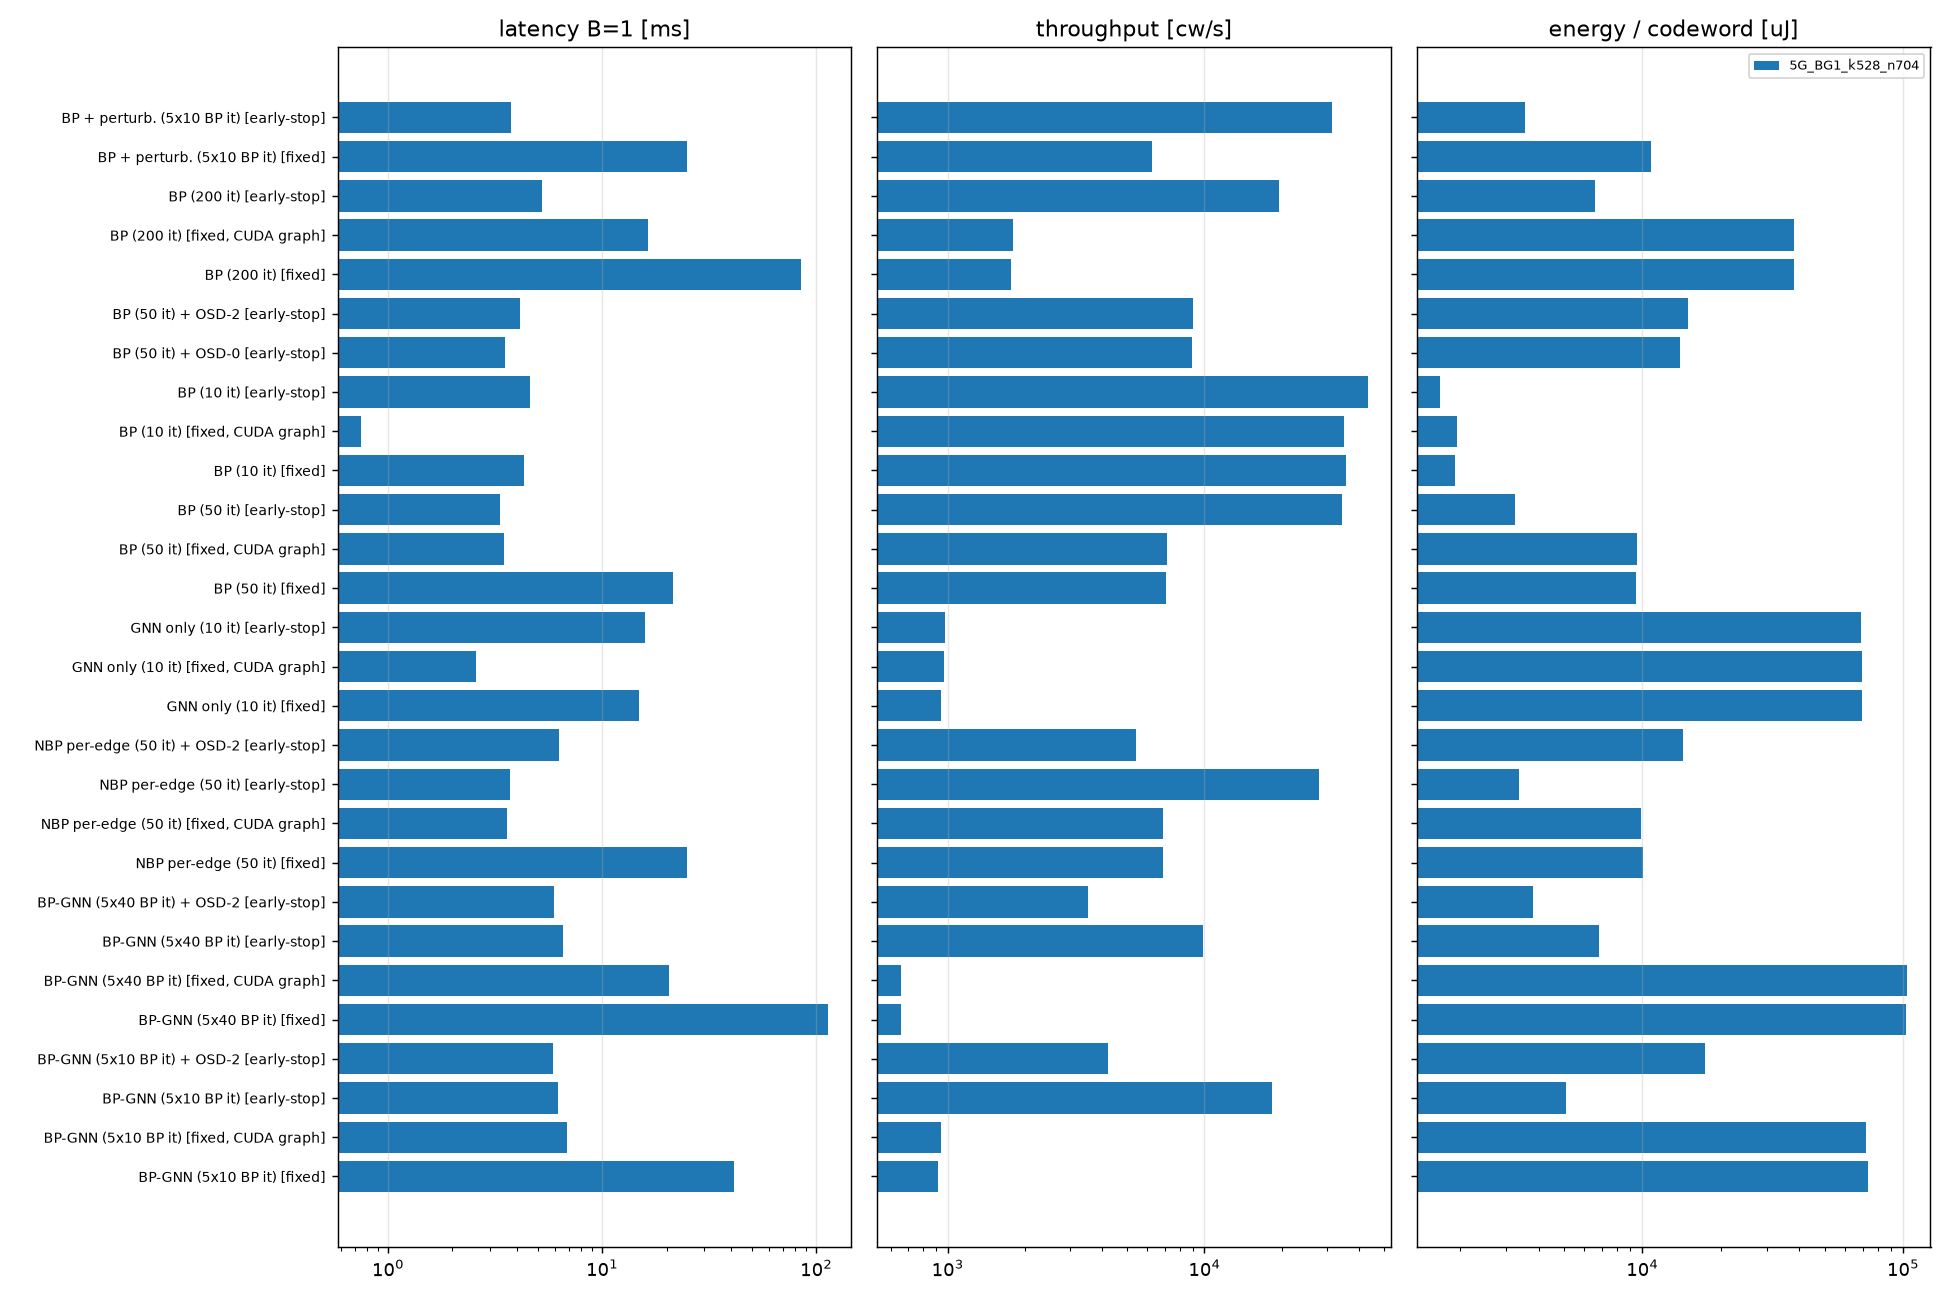 latency B=1 [ms]
throughput [cw/s]
energy / codeword [uJ]
5G_BG1_k528_n704
BP + perturb. (5x10 BP it) [early-stop]
BP + perturb. (5x10 BP it) [fixed]
BP (200 it) [early-stop]
BP (200 it) [fixed, CUDA graph]
BP (200 it) [fixed]
BP (50 it) + OSD-2 [early-stop]
BP (50 it) + OSD-0 [early-stop]
BP (10 it) [early-stop]
BP (10 it) [fixed, CUDA graph]
BP (10 it) [fixed]
BP (50 it) [early-stop]
BP (50 it) [fixed, CUDA graph]
BP (50 it) [fixed]
GNN only (10 it) [early-stop]
GNN only (10 it) [fixed, CUDA graph]
GNN only (10 it) [fixed]
NBP per-edge (50 it) + OSD-2 [early-stop]
NBP per-edge (50 it) [early-stop]
NBP per-edge (50 it) [fixed, CUDA graph]
NBP per-edge (50 it) [fixed]
BP-GNN (5x40 BP it) + OSD-2 [early-stop]
BP-GNN (5x40 BP it) [early-stop]
BP-GNN (5x40 BP it) [fixed, CUDA graph]
BP-GNN (5x40 BP it) [fixed]
BP-GNN (5x10 BP it) + OSD-2 [early-stop]
BP-GNN (5x10 BP it) [early-stop]
BP-GNN (5x10 BP it) [fixed, CUDA graph]
BP-GNN (5x10 BP it) [fixed]
10⁰ 10¹ 10²
10³ 10⁴
10⁴ 10⁵